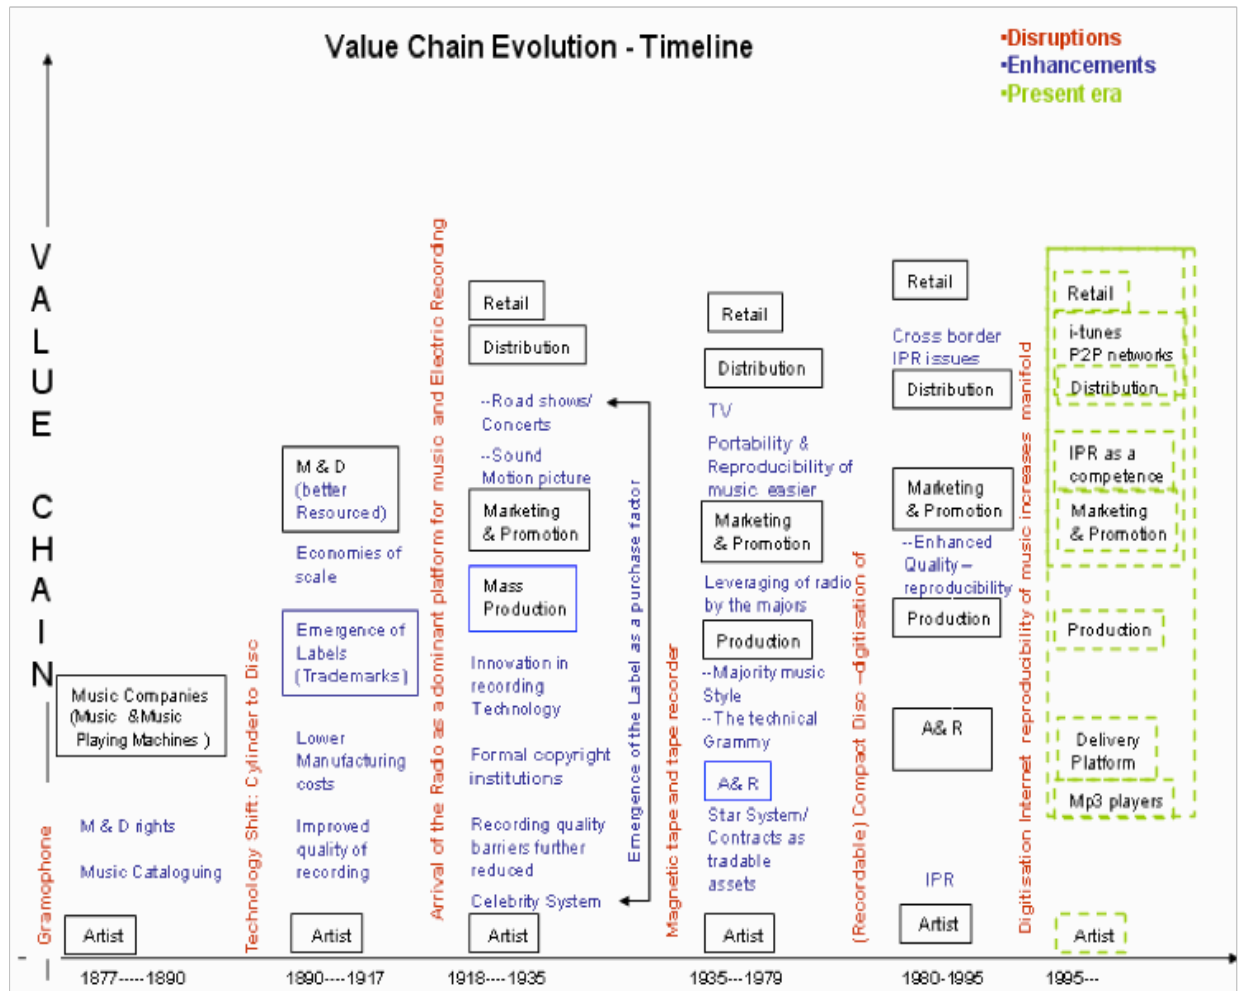 Value Chain Evolution - Timeline
•Disruptions
•Enhancements
•Present era
VALUE CHAIN
Gramophone
Music Companies
(Music &Music
Playing Machines )
M & D rights
Music Cataloguing
Artist
1877-----1890
Technology Shift: Cylinder to Disc
M & D
(better
Resourced)
Economies of
scale
Emergence of
Labels
(Trademarks)
Lower
Manufacturing
costs
Improved
quality of
recording
Artist
1890----1917
Arrival of the Radio as a dominant platform for music and Electric Recording
Retail
Distribution
--Road shows/
Concerts
--Sound
Motion picture
Marketing
& Promotion
Mass
Production
Innovation in
recording
Technology
Formal copyright
institutions
Recording quality
barriers further
reduced
Celebrity System
Artist
1918----1935
Emergence of the Label as a purchase factor
Magnetic tape and tape recorder
Retail
Distribution
TV
Portability &
Reproducibility of
music easier
Marketing
& Promotion
Leveraging of radio
by the majors
Production
--Majority music
Style
--The technical
Grammy
A& R
Star System/
Contracts as
tradable
assets
Artist
1935---1979
(Recordable) Compact Disc –digitisation of
Retail
Cross border
IPR issues
Distribution
Marketing
& Promotion
--Enhanced
Quality–
reproducibility
Production
A& R
IPR
Artist
1980-1995
Digitisation Internet reproducibility of music increases manifold
Retail
i-tunes
P2P networks
Distribution
IPR as a
competence
Marketing
& Promotion
Production
Delivery
Platform
Mp3 players
Artist
1995---